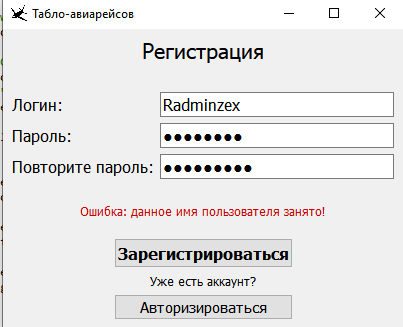 Табло-авиарейсов
Регистрация
Логин: Radminzex
Пароль: ●●●●●●●●
Повторите пароль: ●●●●●●●●●
Ошибка: данное имя пользователя занято!
Зарегистрироваться
Уже есть аккаунт?
Авторизироваться